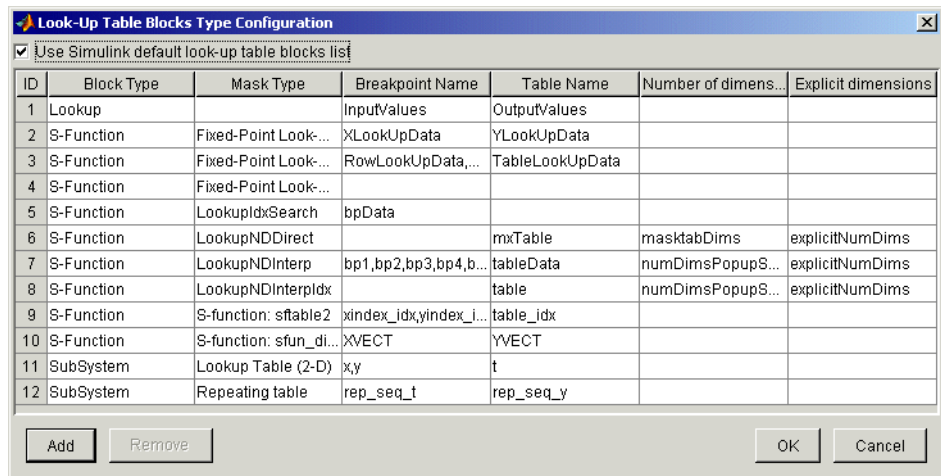 Look-Up Table Blocks Type Configuration
Use Simulink default look-up table blocks list
ID Block Type Mask Type Breakpoint Name Table Name Number of dimens... Explicit dimensions
1 Lookup InputValues OutputValues
2 S-Function Fixed-Point Look-... XLookUpData YLookUpData
3 S-Function Fixed-Point Look-... RowLookUpData,... TableLookUpData
4 S-Function Fixed-Point Look-...
5 S-Function LookupIdxSearch bpData
6 S-Function LookupNDDirect mxTable masktabDims explicitNumDims
7 S-Function LookupNDInterp bp1,bp2,bp3,bp4,b... tableData numDimsPopupS... explicitNumDims
8 S-Function LookupNDInterpIdx table numDimsPopupS... explicitNumDims
9 S-Function S-function: sftable2 xindex_idx,yindex_i... table_idx
10 S-Function S-function: sfun_di... XVECT YVECT
11 SubSystem Lookup Table (2-D) x,y t
12 SubSystem Repeating table rep_seq_t rep_seq_y
Add Remove OK Cancel